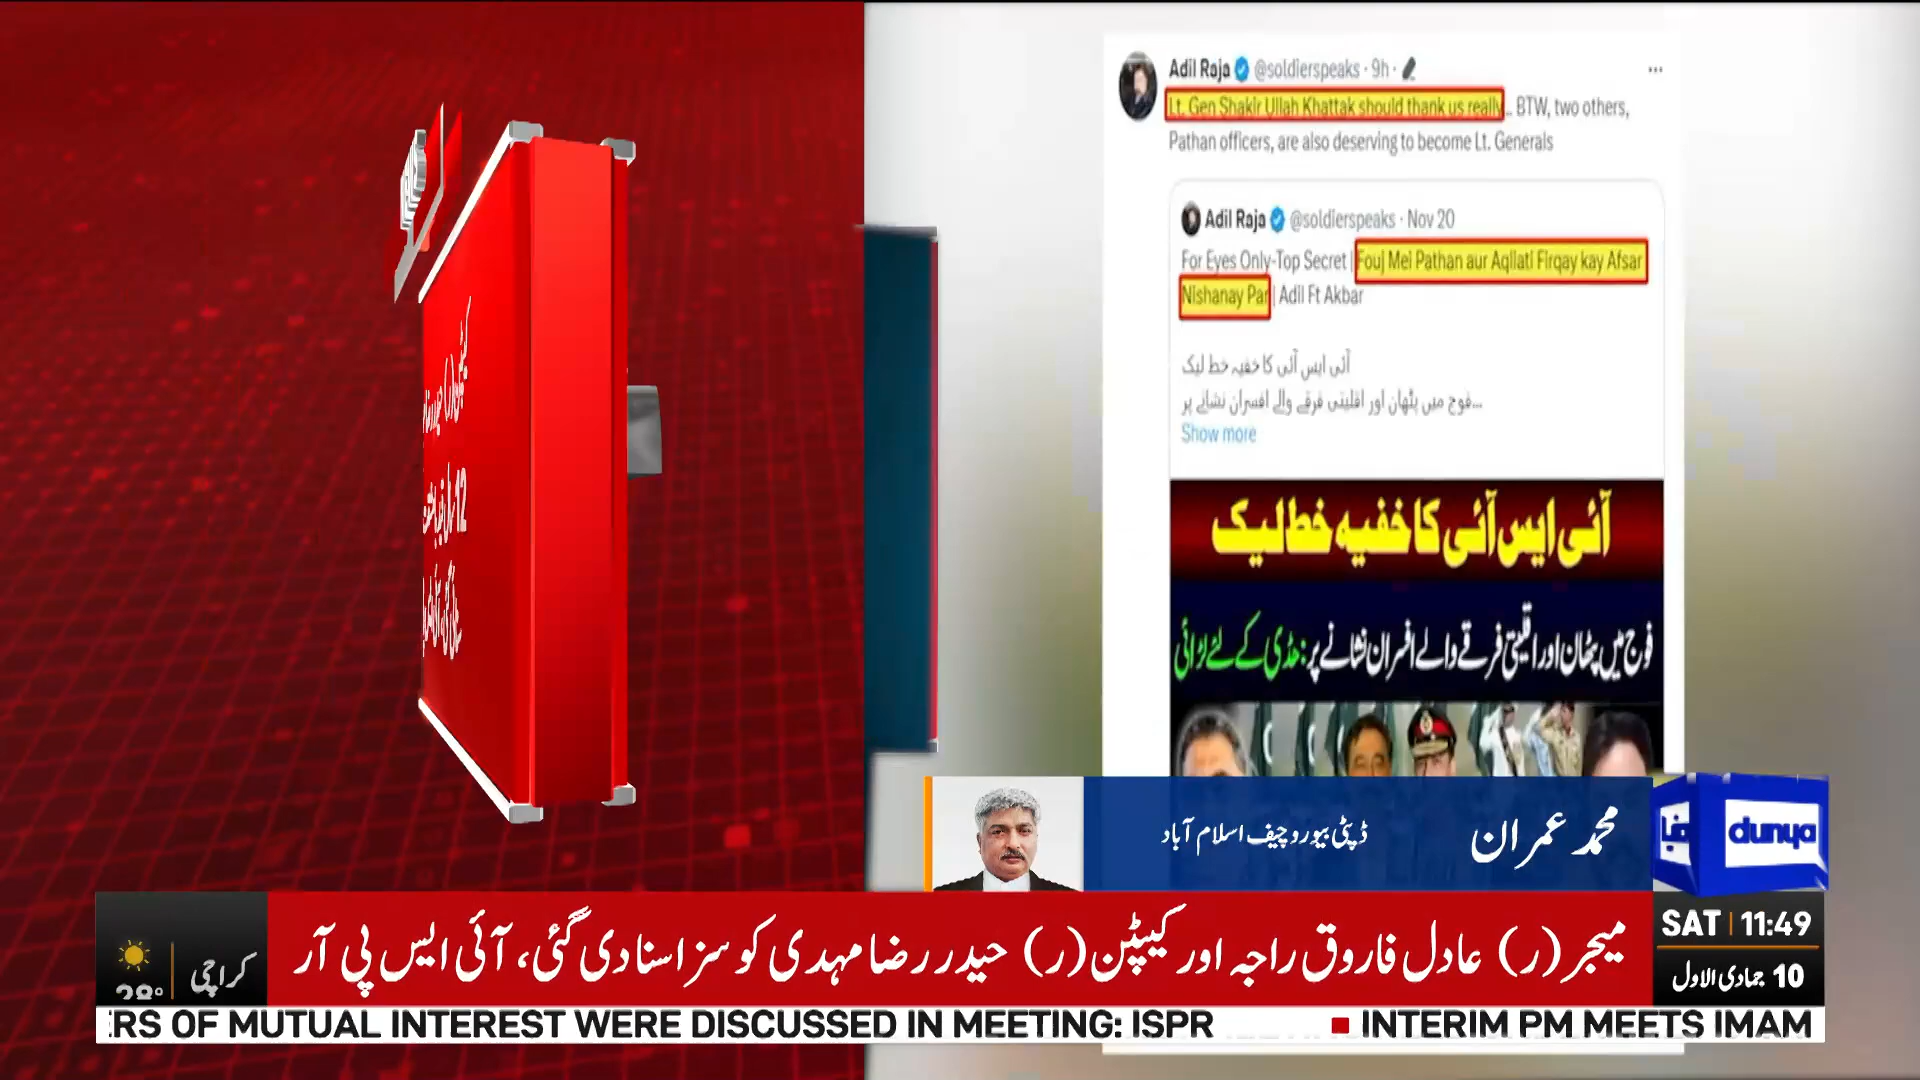 Adil Raja @soldierspeaks · 9h ·
Lt. Gen Shakir Ullah Khattak should thank us really.. BTW, two others,
Pathan officers, are also deserving to become Lt. Generals
Adil Raja @soldierspeaks · Nov 20
For Eyes Only-Top Secret | Fouj Mei Pathan aur Aqliati Firqay kay Afsar
Nishanay Par | Adil Ft Akbar
آئی ایس آئی کا خفیہ خط لیک
فوج میں پٹھان اور اقلیتی فرقے والے افسران نشانے پر...
Show more
آئی ایس آئی کا خفیہ خط لیک
فوج میں پٹھان اور اقلیتی فرقے والے افسران نشانے پر: ھڈی کے لئے لڑائی
محمد عمران
ڈپٹی بیورو چیف اسلام آباد
dunya
میجر (ر) عادل فاروق راجہ اور کیپٹن (ر) حیدر رضا مہدی کو سزا سنا دی گئی، آئی ایس پی آر
SAT | 11:49
10 جمادی الاول
کراچی
28°
RS OF MUTUAL INTEREST WERE DISCUSSED IN MEETING: ISPR ■ INTERIM PM MEETS IMAM